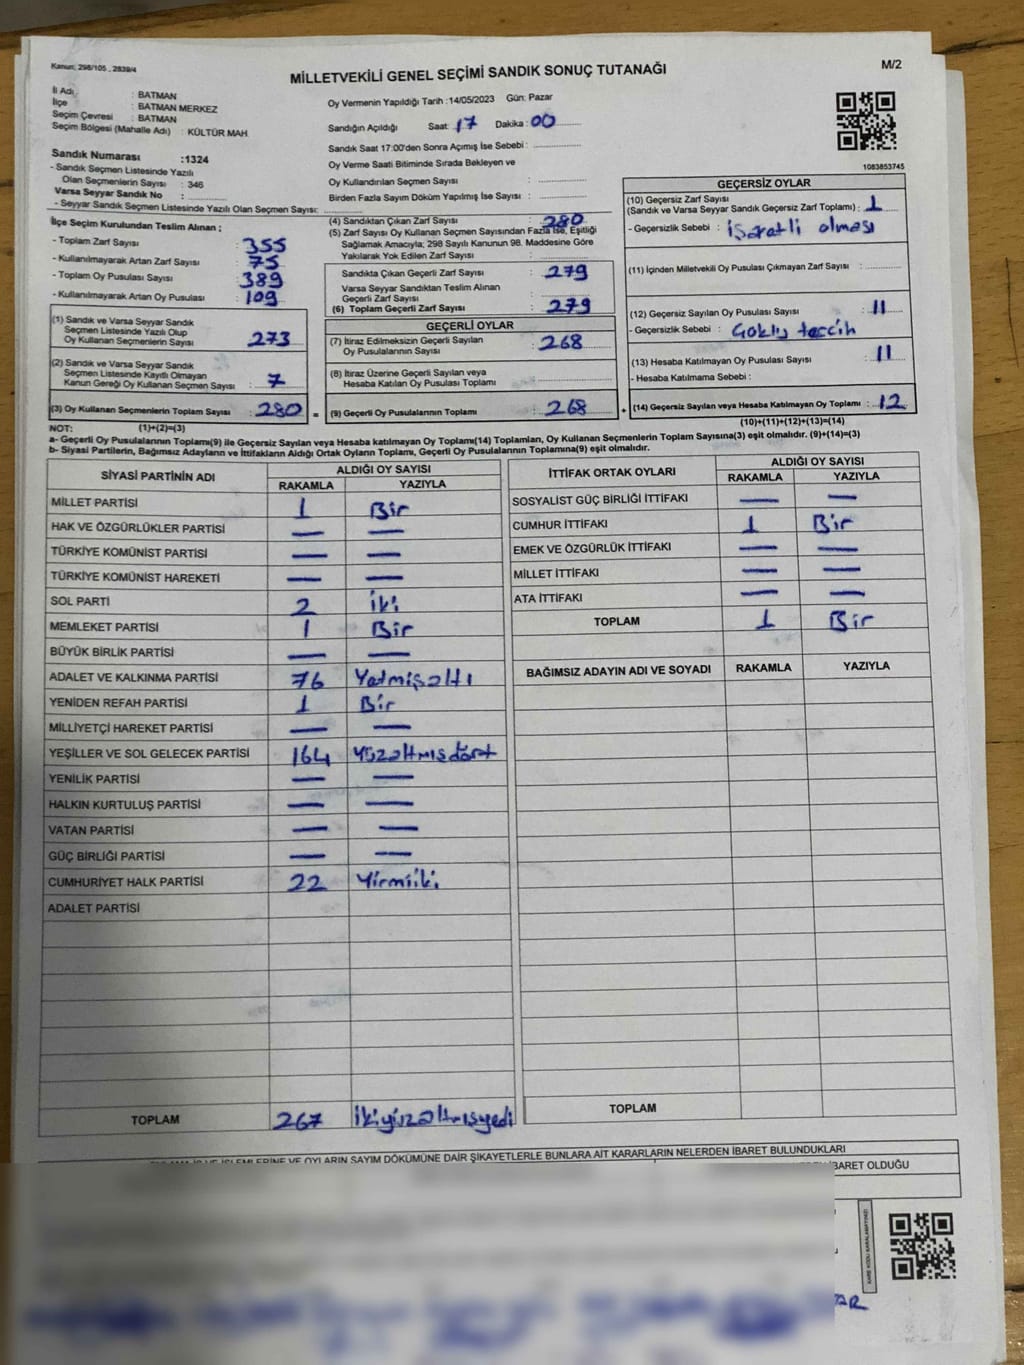 Kanun: 298/105 , 2839/4
MİLLETVEKİLİ GENEL SEÇİMİ SANDIK SONUÇ TUTANAĞI
M/2
İl Adı : BATMAN
İlçe : BATMAN MERKEZ
Seçim Çevresi : BATMAN
Seçim Bölgesi (Mahalle Adı) : KÜLTÜR MAH.
Sandık Numarası :1324
- Sandık Seçmen Listesinde Yazılı
Olan Seçmenlerin Sayısı : 346
Varsa Seyyar Sandık No :
- Seyyar Sandık Seçmen Listesinde Yazılı Olan Seçmen Sayısı:
Oy Vermenin Yapıldığı Tarih :14/05/2023 Gün: Pazar
Sandığın Açıldığı Saat: 17 Dakika : 00
Sandık Saat 17:00'den Sonra Açımış İse Sebebi :
Oy Verme Saati Bitiminde Sırada Bekleyen ve
Oy Kullandırılan Seçmen Sayısı :
Birden Fazla Sayım Döküm Yapılmış İse Sayısı :
1083853745
İlçe Seçim Kurulundan Teslim Alınan ;
- Toplam Zarf Sayısı : 355
- Kullanılmayarak Artan Zarf Sayısı : 75
- Toplam Oy Pusulası Sayısı : 389
- Kullanılmayarak Artan Oy Pusulası : 109
(1) Sandık ve Varsa Seyyar Sandık
Seçmen Listesinde Yazılı Olup
Oy Kullanan Seçmenlerin Sayısı : 273
(2) Sandık ve Varsa Seyyar Sandık
Seçmen Listesinde Kayıtlı Olmayan
Kanun Gereği Oy Kullanan Seçmen Sayısı : 7
(3) Oy Kullanan Seçmenlerin Toplam Sayısı : 280 =
(4) Sandıktan Çıkan Zarf Sayısı : 280
(5) Zarf Sayısı Oy Kullanan Seçmen Sayısından Fazla İse, Eşitliği
Sağlamak Amacıyla; 298 Sayılı Kanunun 98. Maddesine Göre
Yakılarak Yok Edilen Zarf Sayısı :
Sandıkta Çıkan Geçerli Zarf Sayısı : 279
Varsa Seyyar Sandıktan Teslim Alınan
Geçerli Zarf Sayısı :
(6) Toplam Geçerli Zarf Sayısı : 279
GEÇERLİ OYLAR
(7) İtiraz Edilmeksizin Geçerli Sayılan
Oy Pusulalarının Sayısı : 268
(8) İtiraz Üzerine Geçerli Sayılan veya
Hesaba Katılan Oy Pusulası Toplamı :
(9) Geçerli Oy Pusulalarının Toplamı : 268 +
GEÇERSİZ OYLAR
(10) Geçersiz Zarf Sayısı
(Sandık ve Varsa Seyyar Sandık Geçersiz Zarf Toplamı) : 1
- Geçersizlik Sebebi : işaretli olması
(11) İçinden Milletvekili Oy Pusulası Çıkmayan Zarf Sayısı :
(12) Geçersiz Sayılan Oy Pusulası Sayısı : 11
- Geçersizlik Sebebi : Çoklu tercih
(13) Hesaba Katılmayan Oy Pusulası Sayısı : 11
- Hesaba Katılmama Sebebi :
(14) Geçersiz Sayılan veya Hesaba Katılmayan Oy Toplamı : 12
(10)+(11)+(12)+(13)=(14)
NOT: (1)+(2)=(3)
a- Geçerli Oy Pusulalarının Toplamı(9) ile Geçersiz Sayılan veya Hesaba katılmayan Oy Toplamı(14) Toplamları, Oy Kullanan Seçmenlerin Toplam Sayısına(3) eşit olmalıdır. (9)+(14)=(3)
b- Siyasi Partilerin, Bağımsız Adayların ve İttifakların Aldığı Ortak Oyların Toplamı, Geçerli Oy Pusulalarının Toplamına(9) eşit olmalıdır.
SİYASİ PARTİNİN ADI ALDIĞI OY SAYISI
RAKAMLA YAZIYLA
MİLLET PARTİSİ 1 Bir
HAK VE ÖZGÜRLÜKLER PARTİSİ — —
TÜRKİYE KOMÜNİST PARTİSİ — —
TÜRKİYE KOMÜNİST HAREKETİ — —
SOL PARTİ 2 iki
MEMLEKET PARTİSİ 1 Bir
BÜYÜK BİRLİK PARTİSİ — —
ADALET VE KALKINMA PARTİSİ 76 Yetmişaltı
YENİDEN REFAH PARTİSİ 1 Bir
MİLLİYETÇİ HAREKET PARTİSİ — —
YEŞİLLER VE SOL GELECEK PARTİSİ 164 Yüzaltmışdört
YENİLİK PARTİSİ — —
HALKIN KURTULUŞ PARTİSİ — —
VATAN PARTİSİ — —
GÜÇ BİRLİĞİ PARTİSİ — —
CUMHURİYET HALK PARTİSİ 22 Yirmiiki
ADALET PARTİSİ
TOPLAM 267 İkiyüzaltmışyedi
İTTİFAK ORTAK OYLARI ALDIĞI OY SAYISI
RAKAMLA YAZIYLA
SOSYALİST GÜÇ BİRLİĞİ İTTİFAKI — —
CUMHUR İTTİFAKI 1 Bir
EMEK VE ÖZGÜRLÜK İTTİFAKI — —
MİLLET İTTİFAKI — —
ATA İTTİFAKI — —
TOPLAM 1 Bir
BAĞIMSIZ ADAYIN ADI VE SOYADI RAKAMLA YAZIYLA
TOPLAM
İŞLEMLERİNE VE OYLARIN SAYIM DÖKÜMÜNE DAİR ŞİKAYETLERLE BUNLARA AİT KARARLARIN NELERDEN İBARET BULUNDUKLARI
İBARET OLDUĞU
KARE KODU KARALAMAYINIZ!